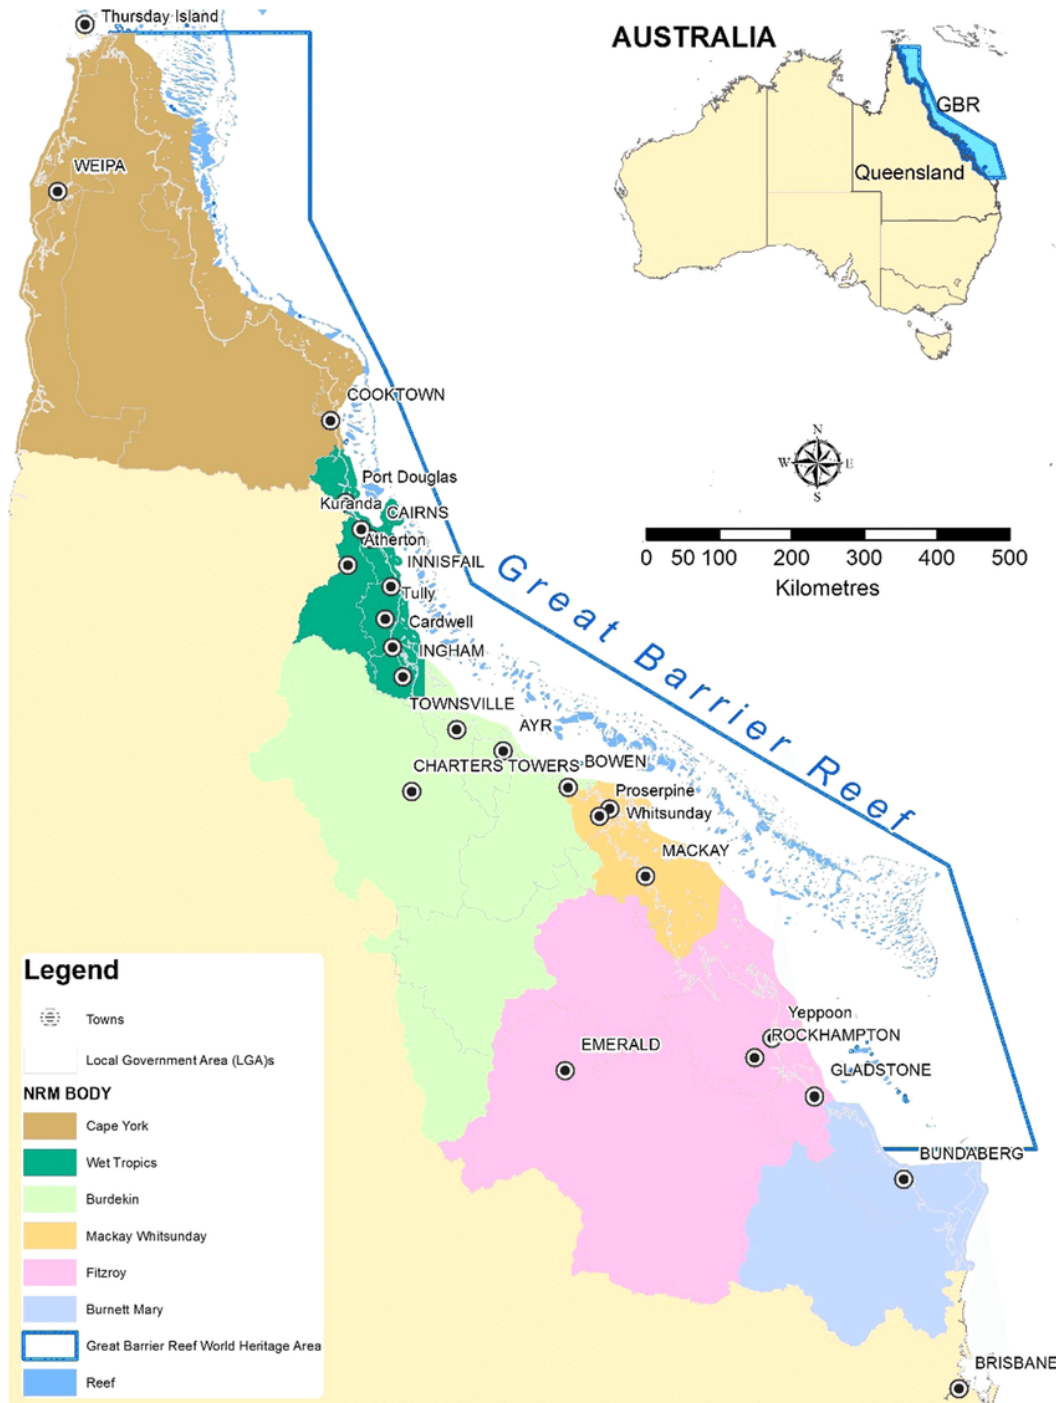 Thursday Island
AUSTRALIA
GBR
Queensland
WEIPA
COOKTOWN
N
W E
S
Port Douglas
Kuranda
CAIRNS
Atherton
INNISFAIL
Tully
Cardwell
INGHAM
0 50 100 200 300 400 500
Kilometres
Great Barrier Reef
TOWNSVILLE
AYR
CHARTERS TOWERS
BOWEN
Proserpine
Whitsunday
MACKAY
Yeppoon
ROCKHAMPTON
EMERALD
GLADSTONE
BUNDABERG
BRISBANE
Legend
Towns
Local Government Area (LGA)s
NRM BODY
Cape York
Wet Tropics
Burdekin
Mackay Whitsunday
Fitzroy
Burnett Mary
Great Barrier Reef World Heritage Area
Reef